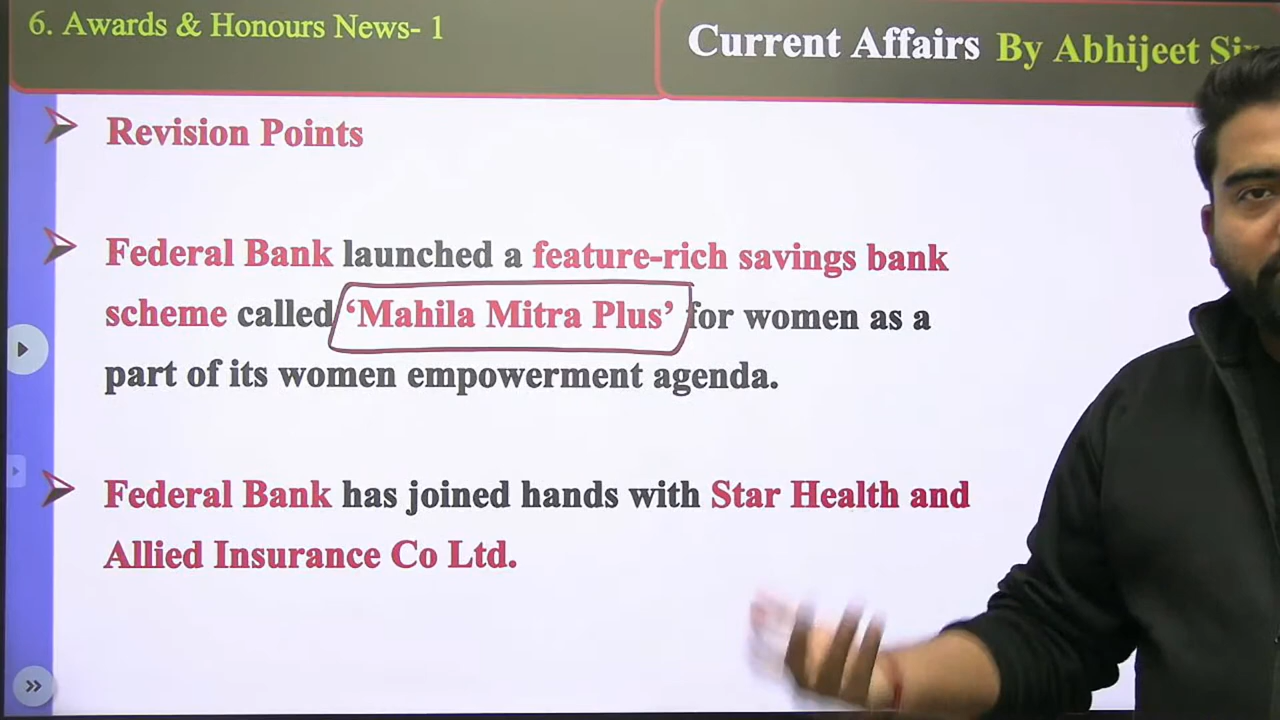 6. Awards & Honours News- 1
Current Affairs By Abhijeet Sir
Revision Points
Federal Bank launched a feature-rich savings bank
scheme called ‘Mahila Mitra Plus’ for women as a
part of its women empowerment agenda.
Federal Bank has joined hands with Star Health and
Allied Insurance Co Ltd.